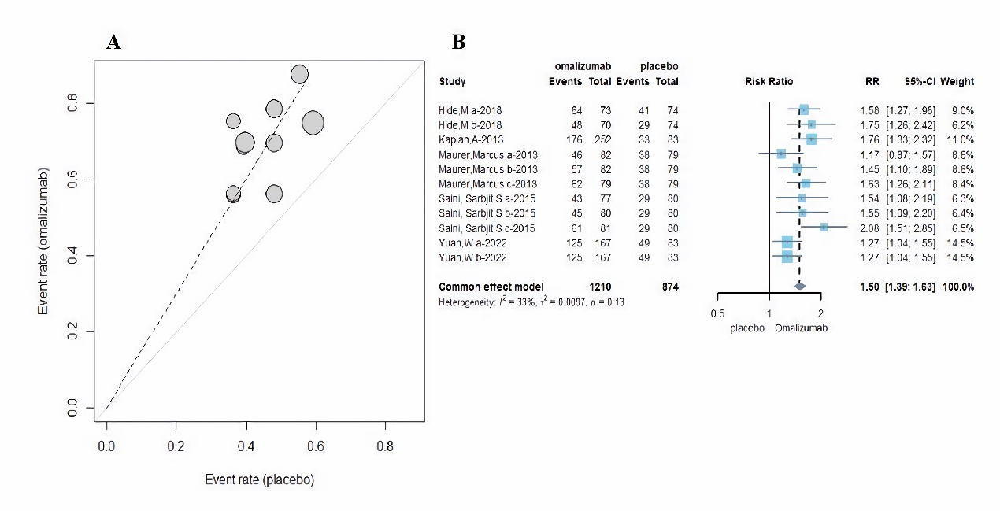 A
0.8
0.6
0.4
0.2
0.0
Event rate (omalizumab)
0.0 0.2 0.4 0.6 0.8
Event rate (placebo)
B
omalizumab placebo
Study Events Total Events Total Risk Ratio RR 95%-CI Weight
Hide,M a-2018 64 73 41 74 1.58 [1.27; 1.98] 9.0%
Hide,M b-2018 48 70 29 74 1.75 [1.26; 2.42] 6.2%
Kaplan,A-2013 176 252 33 83 1.76 [1.33; 2.32] 11.0%
Maurer,Marcus a-2013 46 82 38 79 1.17 [0.87; 1.57] 8.6%
Maurer,Marcus b-2013 57 82 38 79 1.45 [1.10; 1.89] 8.6%
Maurer,Marcus c-2013 62 79 38 79 1.63 [1.26; 2.11] 8.4%
Saini, Sarbjit S a-2015 43 77 29 80 1.54 [1.08; 2.19] 6.3%
Saini, Sarbjit S b-2015 45 80 29 80 1.55 [1.09; 2.20] 6.4%
Saini, Sarbjit S c-2015 61 81 29 80 2.08 [1.51; 2.85] 6.5%
Yuan,W a-2022 125 167 49 83 1.27 [1.04; 1.55] 14.5%
Yuan,W b-2022 125 167 49 83 1.27 [1.04; 1.55] 14.5%
Common effect model 1210 874 1.50 [1.39; 1.63] 100.0%
Heterogeneity: I² = 33%, τ² = 0.0097, p = 0.13
0.5 1 2
placebo Omalizumab